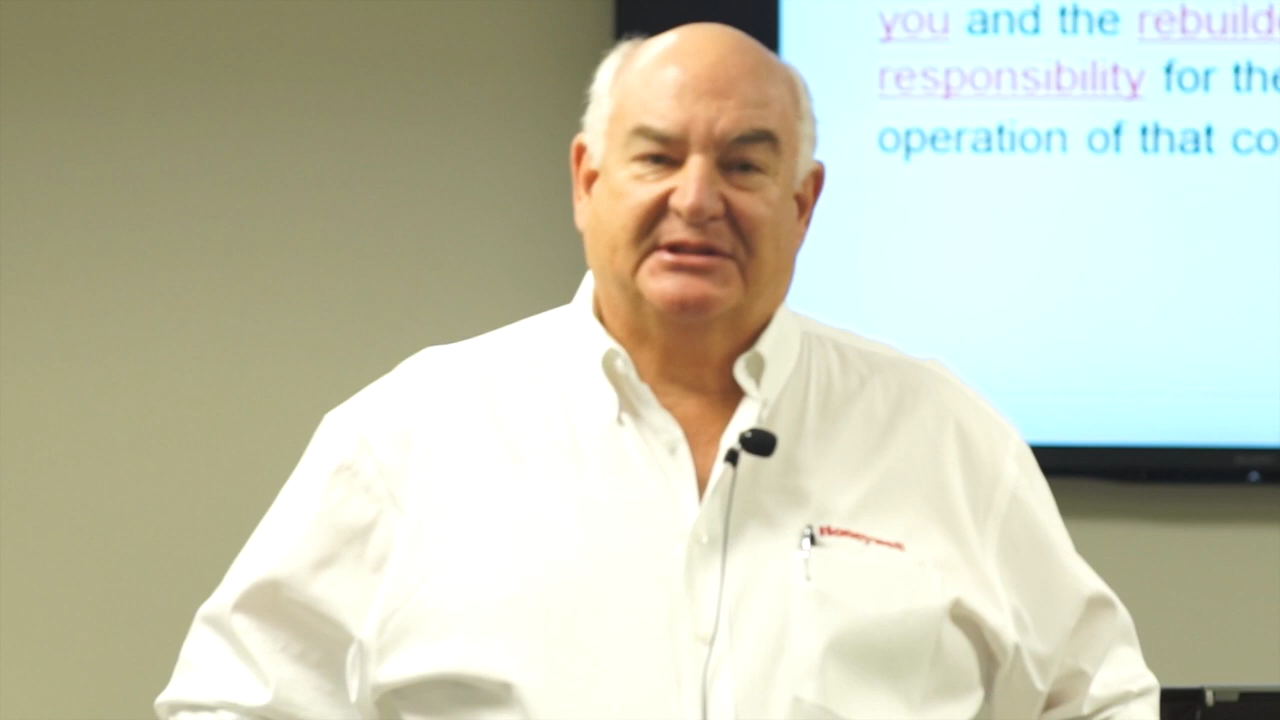 you and the rebuild
responsibility for the
operation of that co
Honeywell